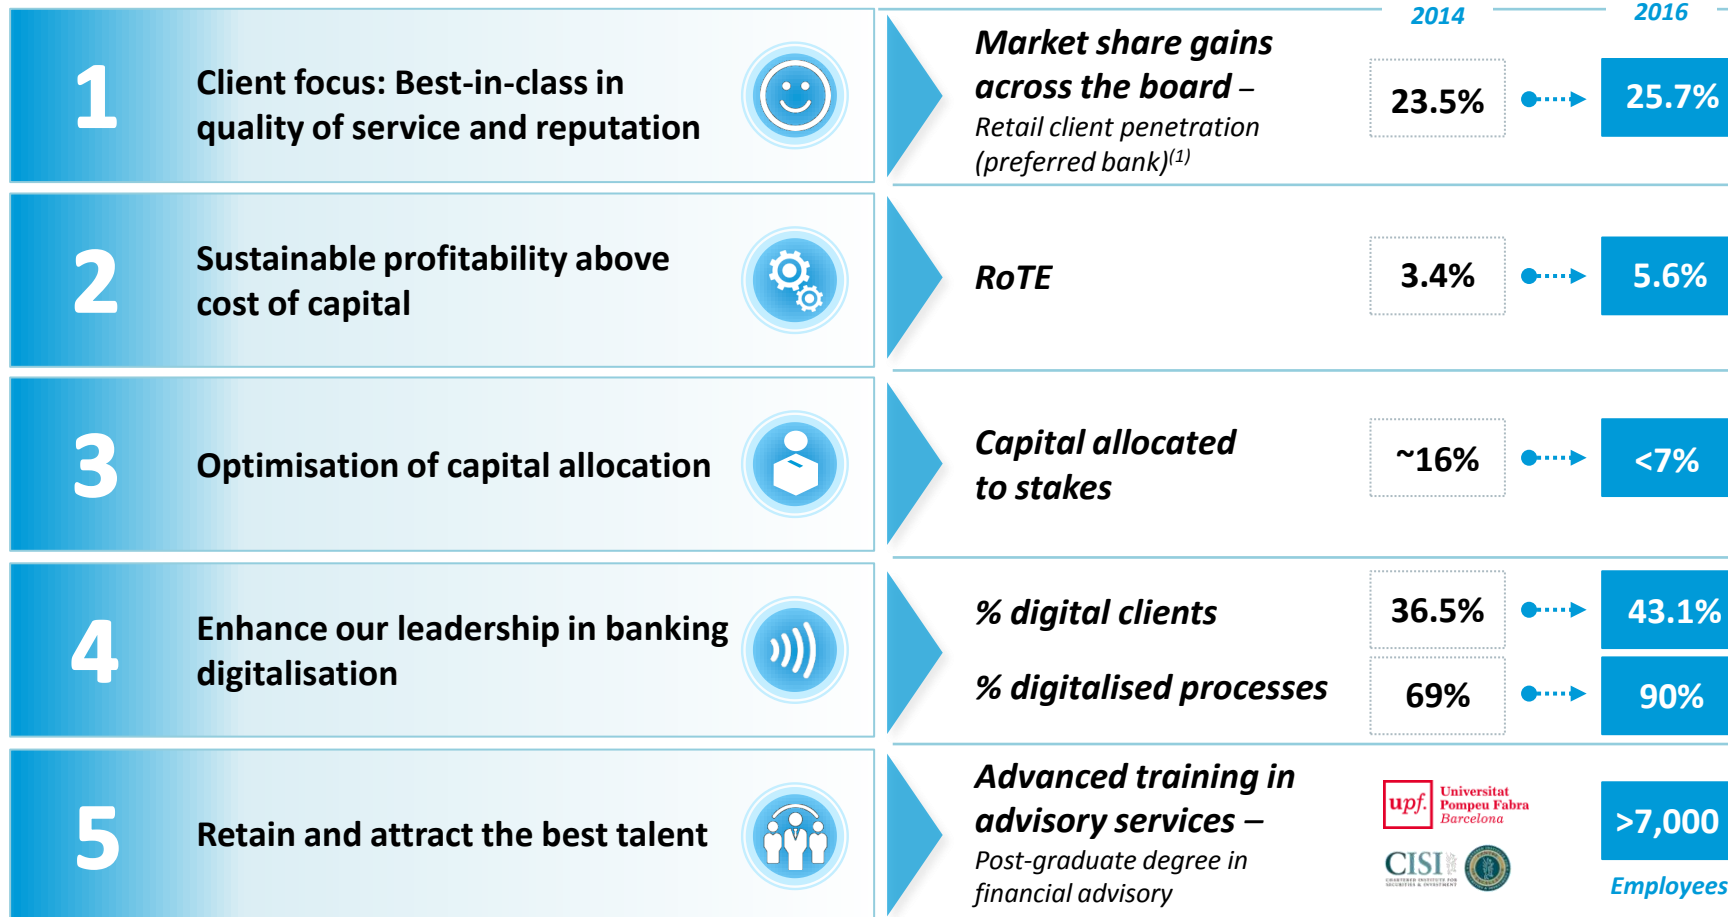 2014 2016
1
Client focus: Best-in-class in
quality of service and reputation
Market share gains
across the board –
Retail client penetration
(preferred bank)(1)
23.5% 25.7%
2
Sustainable profitability above
cost of capital
RoTE
3.4% 5.6%
3
Optimisation of capital allocation
Capital allocated
to stakes
~16% <7%
4
Enhance our leadership in banking
digitalisation
% digital clients
36.5% 43.1%
% digitalised processes
69% 90%
5
Retain and attract the best talent
Advanced training in
advisory services –
Post-graduate degree in
financial advisory
upf.
Universitat
Pompeu Fabra
Barcelona
CISI
CHARTERED INSTITUTE FOR
SECURITIES & INVESTMENT
>7,000
Employees